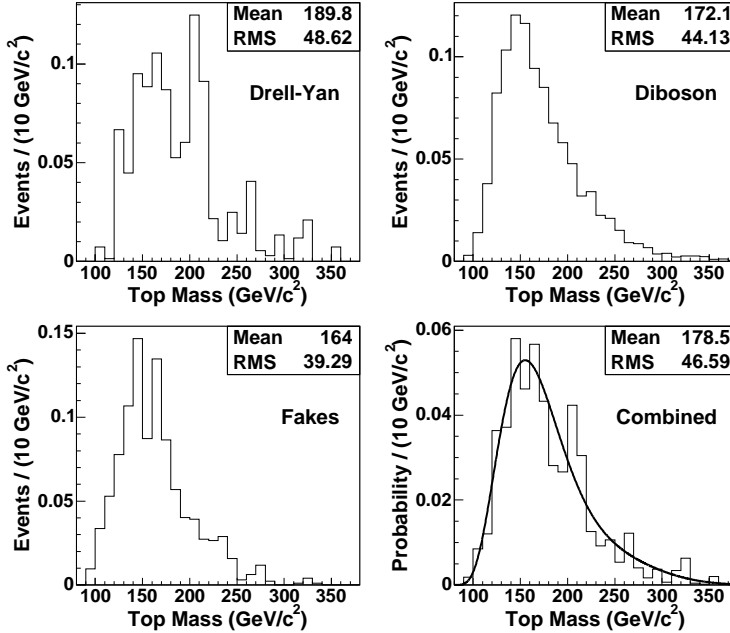 Mean 189.8
RMS 48.62
Drell-Yan
Events / (10 GeV/c²)
0.1
0.05
0
100 150 200 250 300 350
Top Mass (GeV/c²)
Mean 172.1
RMS 44.13
Diboson
Events / (10 GeV/c²)
0.1
0.05
0
100 150 200 250 300 350
Top Mass (GeV/c²)
Mean 164
RMS 39.29
Fakes
Events / (10 GeV/c²)
0.15
0.1
0.05
0
100 150 200 250 300 350
Top Mass (GeV/c²)
Mean 178.5
RMS 46.59
Combined
Probability / (10 GeV/c²)
0.06
0.04
0.02
0
100 150 200 250 300 350
Top Mass (GeV/c²)